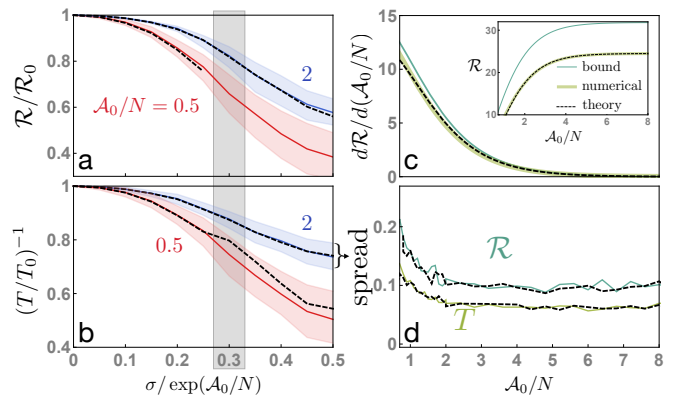 1
0.8
0.6
0.4
R/R₀
A₀/N = 0.5
2
a
1
0.8
0.6
0.4
(T/T₀)⁻¹
0.5
2
b
0 0.1 0.2 0.3 0.4 0.5
σ/ exp(A₀/N)
15
10
5
0
dR/d(A₀/N)
c
30
20
10
R
2 4 6 8
A₀/N
bound
numerical
theory
0.2
0.1
0
spread
R
T
d
1 2 3 4 5 6 7 8
A₀/N